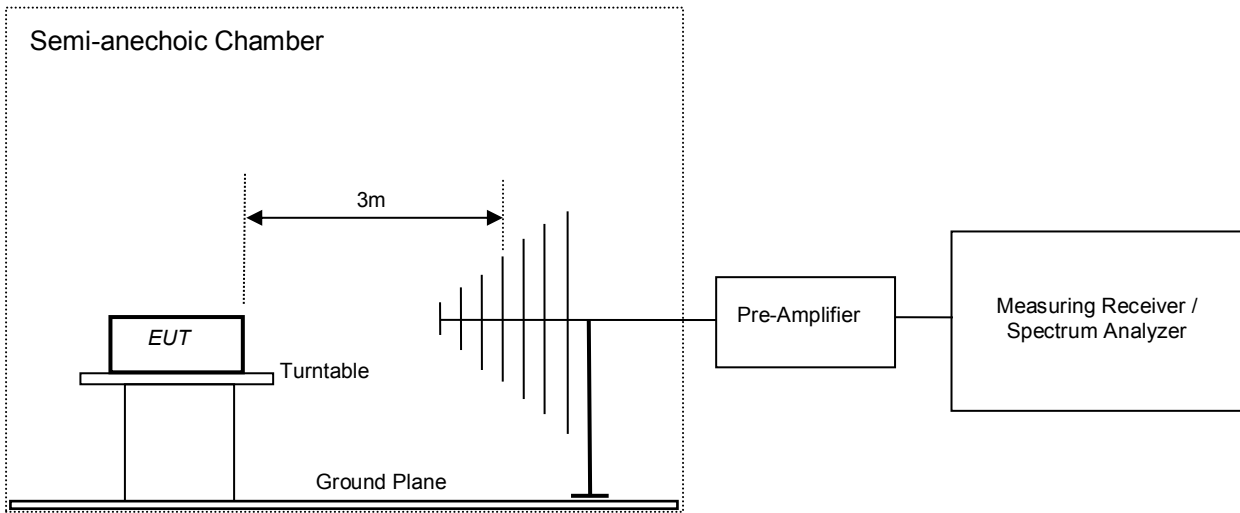 Semi-anechoic Chamber
3m
Pre-Amplifier
Measuring Receiver /
Spectrum Analyzer
EUT
Turntable
Ground Plane